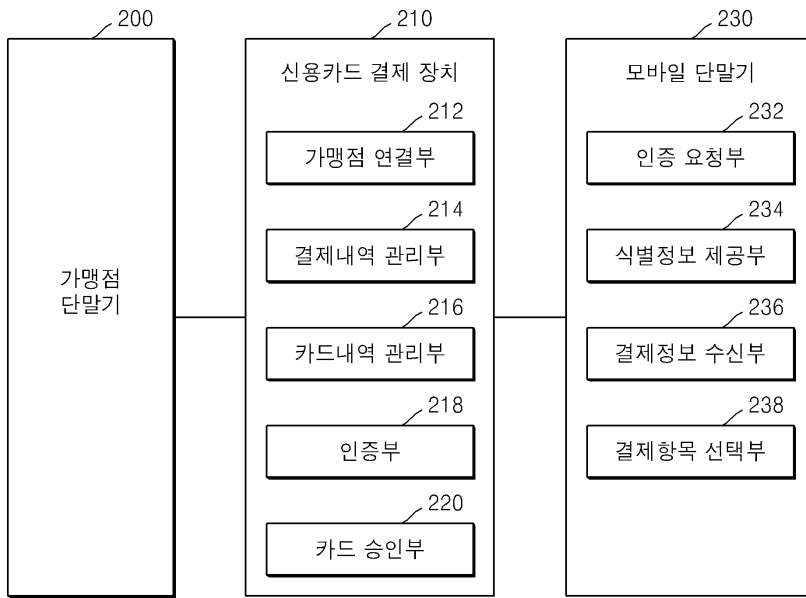 200
가맹점
단말기
210
신용카드 결제 장치
212
가맹점 연결부
214
결제내역 관리부
216
카드내역 관리부
218
인증부
220
카드 승인부
230
모바일 단말기
232
인증 요청부
234
식별정보 제공부
236
결제정보 수신부
238
결제항목 선택부